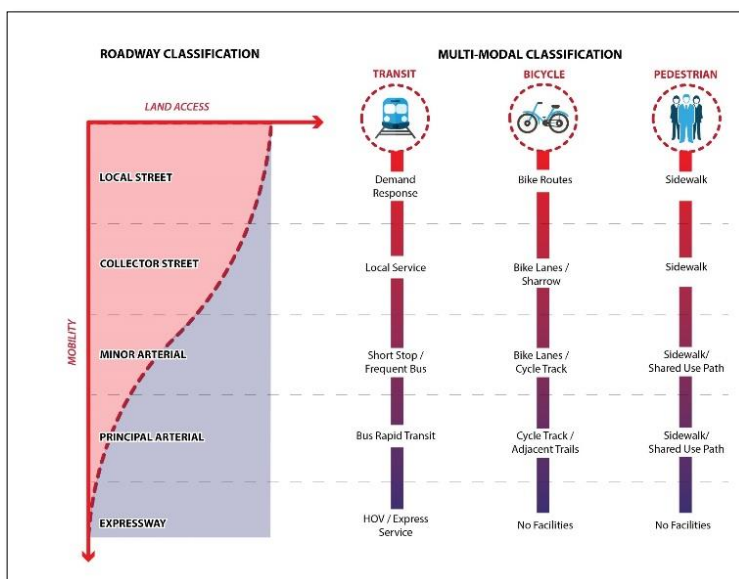 ROADWAY CLASSIFICATION
MULTI-MODAL CLASSIFICATION
TRANSIT
BICYCLE
PEDESTRIAN
LAND ACCESS
MOBILITY
LOCAL STREET
Demand
Response
Bike Routes
Sidewalk
COLLECTOR STREET
Local Service
Bike Lanes /
Sharrow
Sidewalk
MINOR ARTERIAL
Short Stop /
Frequent Bus
Bike Lanes /
Cycle Track
Sidewalk/
Shared Use Path
PRINCIPAL ARTERIAL
Bus Rapid Transit
Cycle Track /
Adjacent Trails
Sidewalk/
Shared Use Path
EXPRESSWAY
HOV / Express
Service
No Facilities
No Facilities